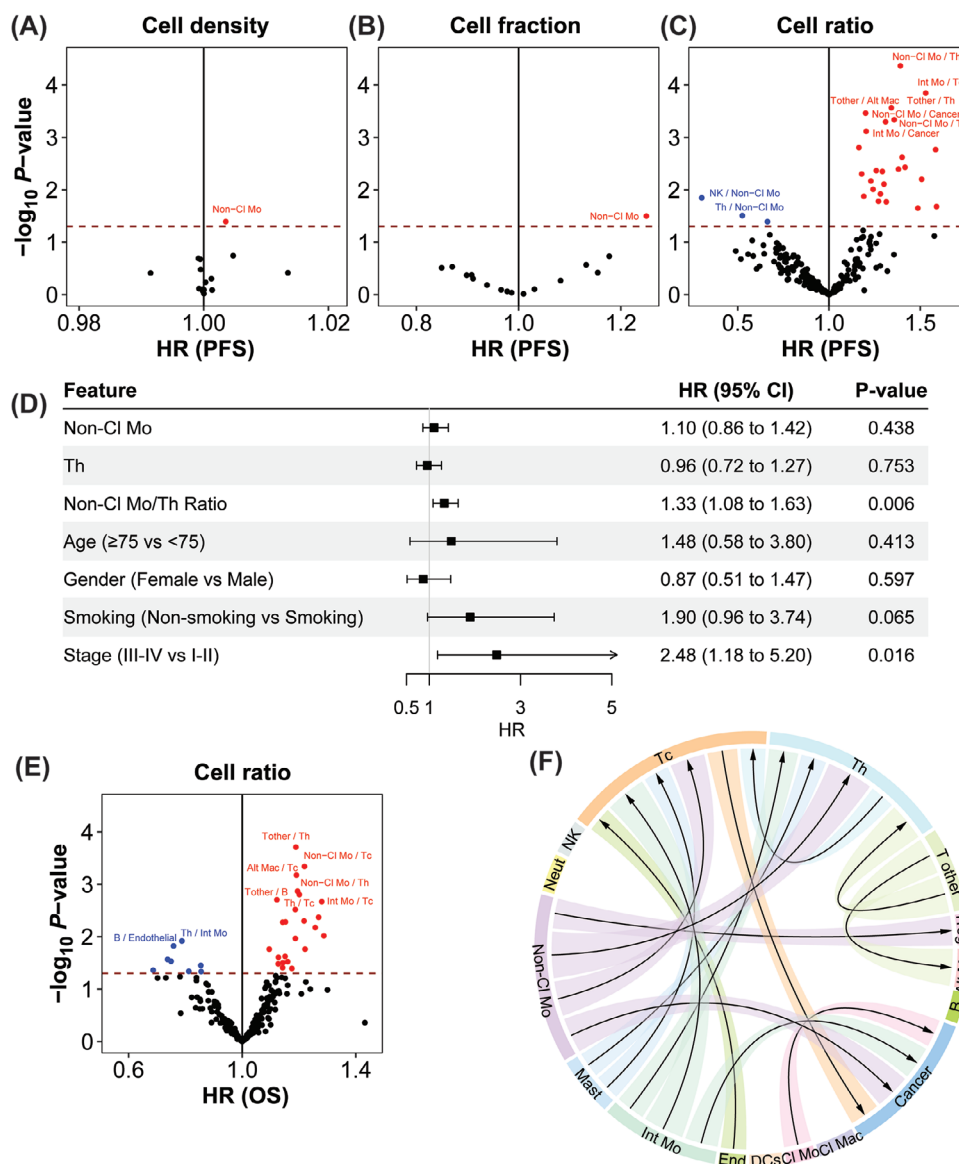 (A) Cell density
(B) Cell fraction
(C) Cell ratio
−log10 P−value
4
3
2
1
0
Non−Cl Mo
0.98 1.00 1.02
HR (PFS)
4
3
2
1
0
Non−Cl Mo
0.8 1.0 1.2
HR (PFS)
4
3
2
1
0
Non−Cl Mo / Th
Int Mo / T
Tother / Alt Mac
Tother / Th
Non−Cl Mo / Cancer
Non−Cl Mo / T
Int Mo / Cancer
NK / Non−Cl Mo
Th / Non−Cl Mo
0.5 1.0 1.5
HR (PFS)
(D)
Feature HR (95% CI) P-value
Non-Cl Mo 1.10 (0.86 to 1.42) 0.438
Th 0.96 (0.72 to 1.27) 0.753
Non-Cl Mo/Th Ratio 1.33 (1.08 to 1.63) 0.006
Age (≥75 vs <75) 1.48 (0.58 to 3.80) 0.413
Gender (Female vs Male) 0.87 (0.51 to 1.47) 0.597
Smoking (Non-smoking vs Smoking) 1.90 (0.96 to 3.74) 0.065
Stage (III-IV vs I-II) 2.48 (1.18 to 5.20) 0.016
0.5 1 3 5
HR
(E) Cell ratio
−log10 P−value
4
3
2
1
0
Tother / Th
Non−Cl Mo / Tc
Alt Mac / Tc
Non−Cl Mo / Th
Tother / B
Int Mo / Tc
Th / Tc
Th / Int Mo
B / Endothelial
0.6 1.0 1.4
HR (OS)
(F)
Tc
Th
T other
B
Cancer
Cl Mac
Cl Mo
DCs
End
Int Mo
Mast
Non-Cl Mo
Neut
NK